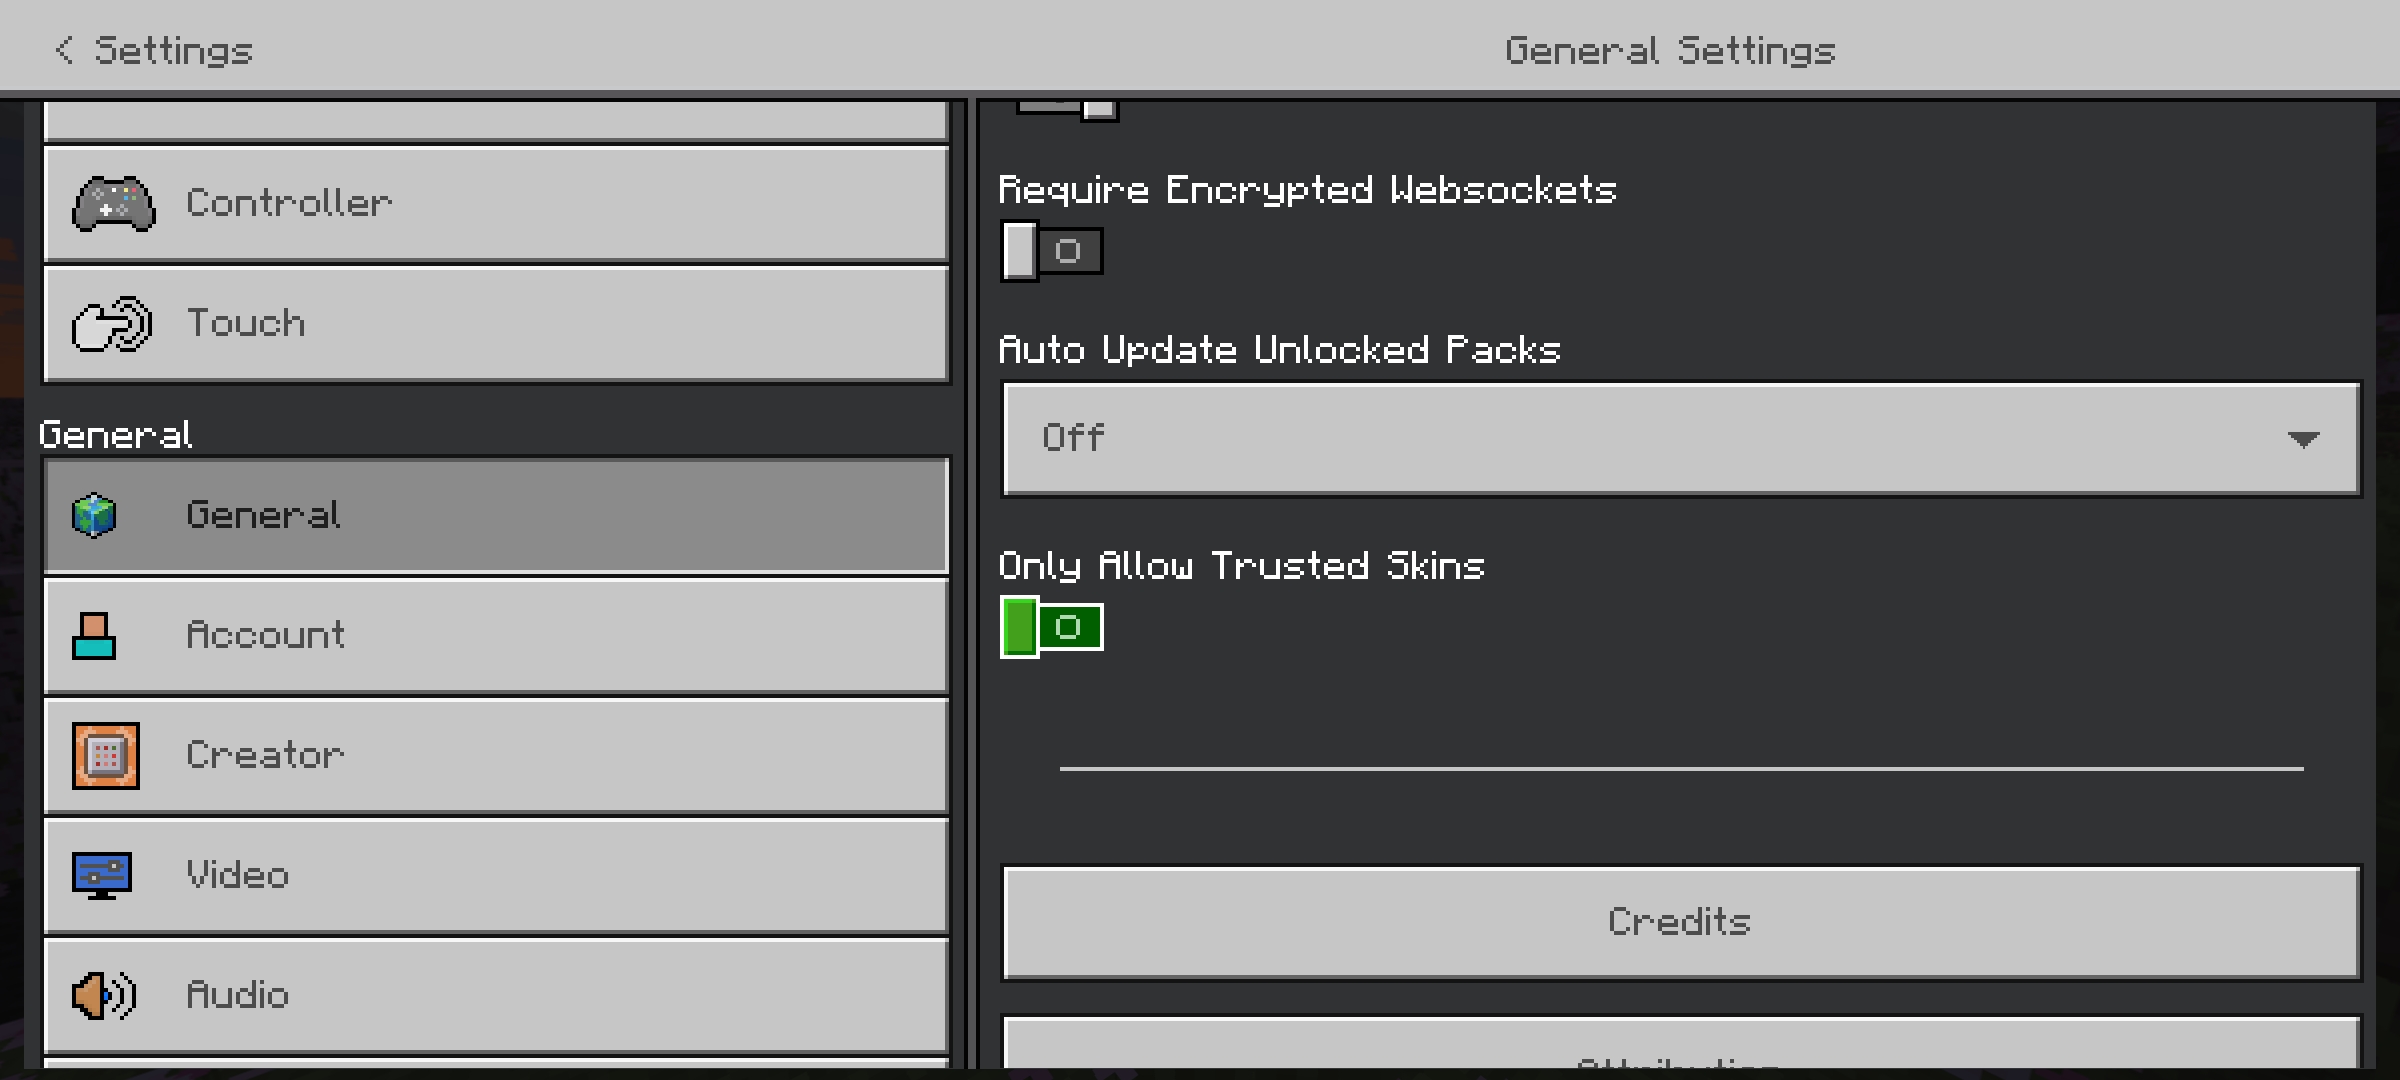 Settings
General Settings
Controller
Touch
General
General
Account
Creator
Video
Audio
Require Encrypted Websockets
Auto Update Unlocked Packs
Off
Only Allow Trusted Skins
Credits